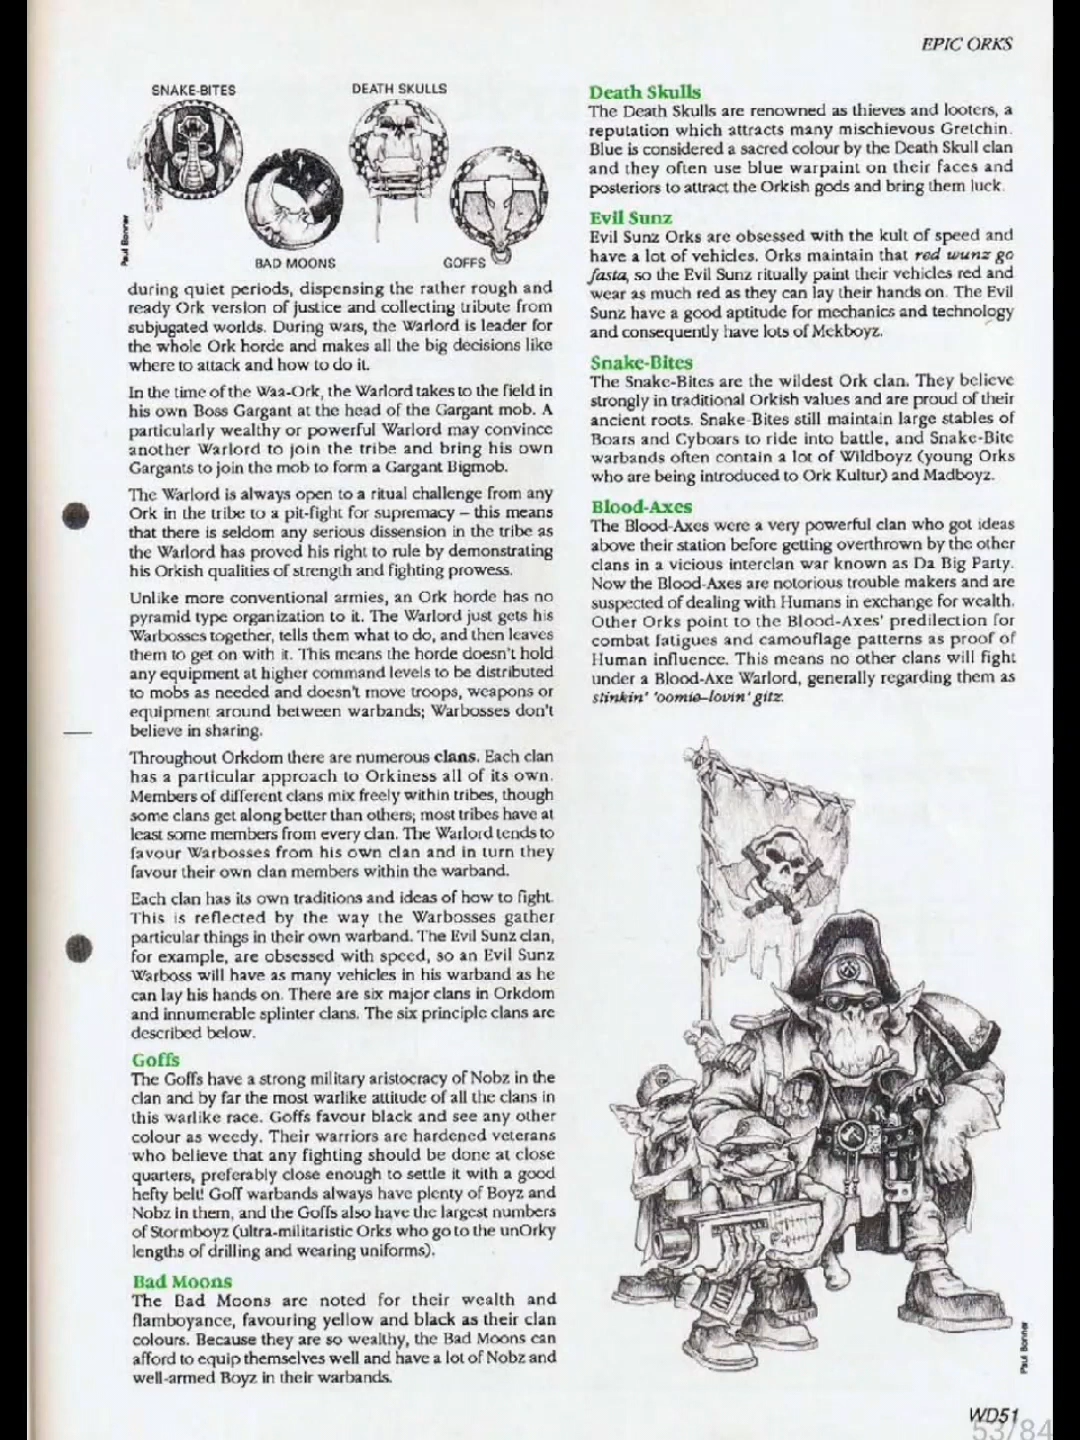 EPIC ORKS
SNAKE-BITES
DEATH SKULLS
Paul Bonner
BAD MOONS
GOFFS
during quiet periods, dispensing the rather rough and
ready Ork version of justice and collecting tribute from
subjugated worlds. During wars, the Warlord is leader for
the whole Ork horde and makes all the big decisions like
where to attack and how to do it.
In the time of the Waa-Ork, the Warlord takes to the field in
his own Boss Gargant at the head of the Gargant mob. A
particularly wealthy or powerful Warlord may convince
another Warlord to join the tribe and bring his own
Gargants to join the mob to form a Gargant Bigmob.
The Warlord is always open to a ritual challenge from any
Ork in the tribe to a pit-fight for supremacy – this means
that there is seldom any serious dissension in the tribe as
the Warlord has proved his right to rule by demonstrating
his Orkish qualities of strength and fighting prowess.
Unlike more conventional armies, an Ork horde has no
pyramid type organization to it. The Warlord just gets his
Warbosses together, tells them what to do, and then leaves
them to get on with it. This means the horde doesn't hold
any equipment at higher command levels to be distributed
to mobs as needed and doesn't move troops, weapons or
equipment around between warbands; Warbosses don't
believe in sharing.
Throughout Orkdom there are numerous clans. Each clan
has a particular approach to Orkiness all of its own.
Members of different clans mix freely within tribes, though
some clans get along better than others; most tribes have at
least some members from every clan. The Warlord tends to
favour Warbosses from his own clan and in turn they
favour their own clan members within the warband.
Each clan has its own traditions and ideas of how to fight.
This is reflected by the way the Warbosses gather
particular things in their own warband. The Evil Sunz clan,
for example, are obsessed with speed, so an Evil Sunz
Warboss will have as many vehicles in his warband as he
can lay his hands on. There are six major clans in Orkdom
and innumerable splinter clans. The six principle clans are
described below.
Goffs
The Goffs have a strong military aristocracy of Nobz in the
clan and by far the most warlike attitude of all the clans in
this warlike race. Goffs favour black and see any other
colour as weedy. Their warriors are hardened veterans
who believe that any fighting should be done at close
quarters, preferably close enough to settle it with a good
hefty belt! Goff warbands always have plenty of Boyz and
Nobz in them, and the Goffs also have the largest numbers
of Stormboyz (ultra-militaristic Orks who go to the unOrky
lengths of drilling and wearing uniforms).
Bad Moons
The Bad Moons are noted for their wealth and
flamboyance, favouring yellow and black as their clan
colours. Because they are so wealthy, the Bad Moons can
afford to equip themselves well and have a lot of Nobz and
well-armed Boyz in their warbands.
Death Skulls
The Death Skulls are renowned as thieves and looters, a
reputation which attracts many mischievous Gretchin.
Blue is considered a sacred colour by the Death Skull clan
and they often use blue warpaint on their faces and
posteriors to attract the Orkish gods and bring them luck.
Evil Sunz
Evil Sunz Orks are obsessed with the kult of speed and
have a lot of vehicles. Orks maintain that red wunz go
fasta, so the Evil Sunz ritually paint their vehicles red and
wear as much red as they can lay their hands on. The Evil
Sunz have a good aptitude for mechanics and technology
and consequently have lots of Mekboyz.
Snake-Bites
The Snake-Bites are the wildest Ork clan. They believe
strongly in traditional Orkish values and are proud of their
ancient roots. Snake-Bites still maintain large stables of
Boars and Cyboars to ride into battle, and Snake-Bite
warbands often contain a lot of Wildboyz (young Orks
who are being introduced to Ork Kultur) and Madboyz.
Blood-Axes
The Blood-Axes were a very powerful clan who got ideas
above their station before getting overthrown by the other
clans in a vicious interclan war known as Da Big Party.
Now the Blood-Axes are notorious trouble makers and are
suspected of dealing with Humans in exchange for wealth.
Other Orks point to the Blood-Axes' predilection for
combat fatigues and camouflage patterns as proof of
Human influence. This means no other clans will fight
under a Blood-Axe Warlord, generally regarding them as
stinkin' 'oomie-lovin' gitz.
Paul Bonner
WD51
53/84